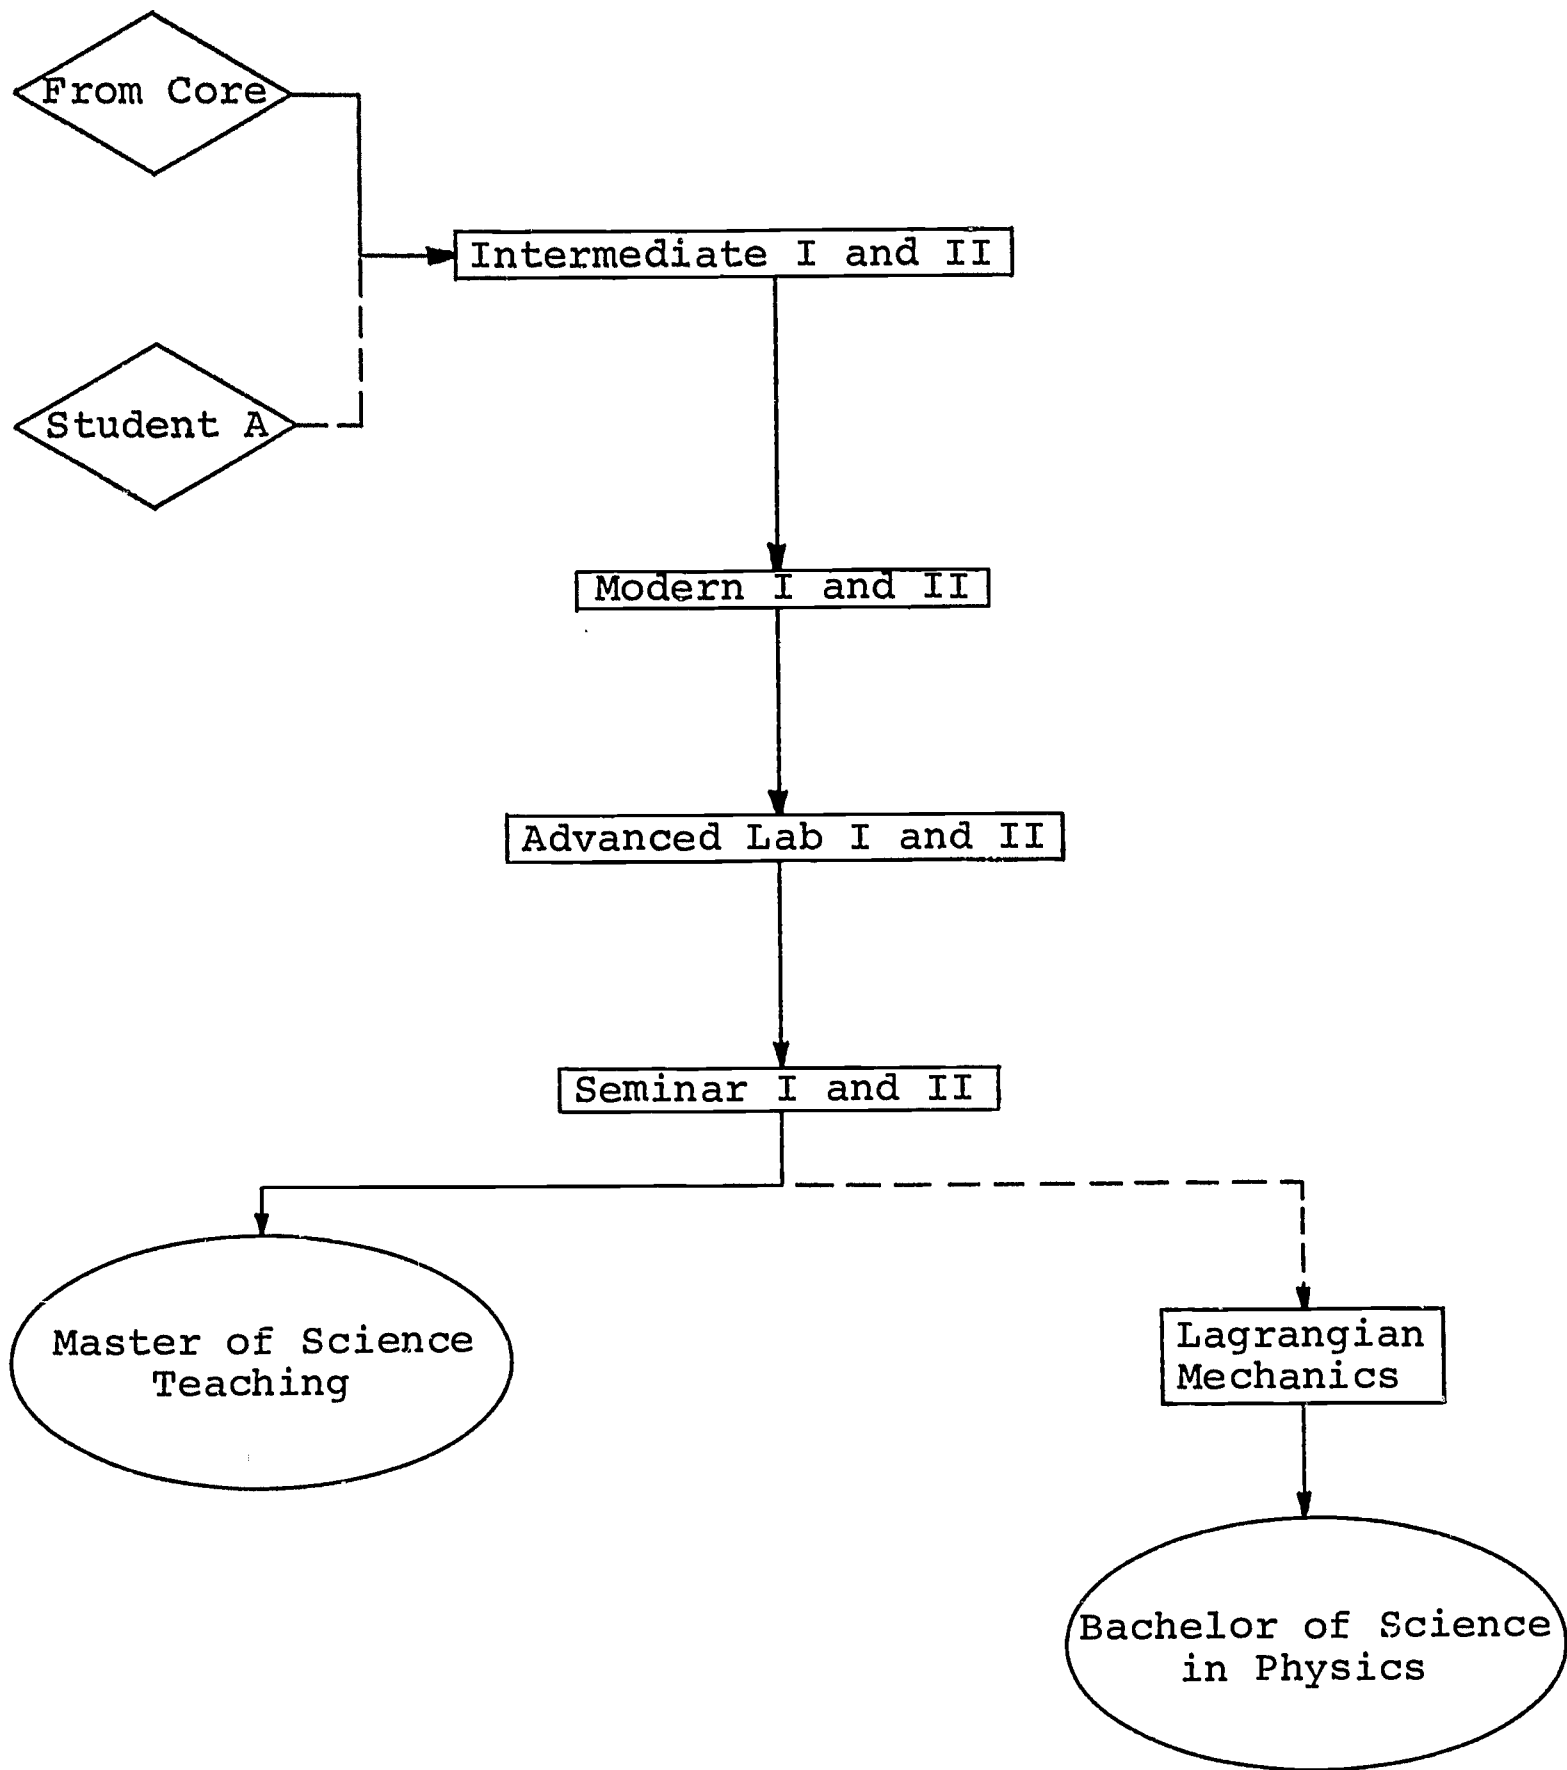 From Core
Intermediate I and II
Student A
Modern I and II
Advanced Lab I and II
Seminar I and II
Master of Science
Teaching
Lagrangian
Mechanics
Bachelor of Science
in Physics